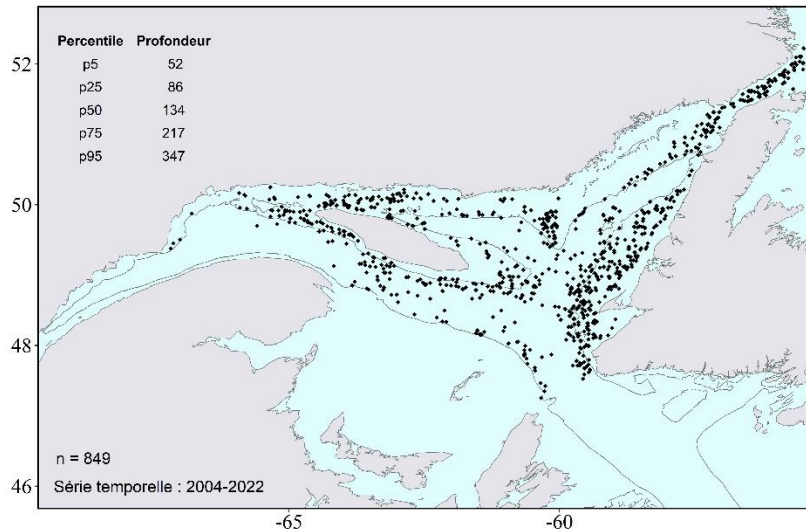 Percentile Profondeur
p5 52
p25 86
p50 134
p75 217
p95 347
52
50
48
46
n = 849
Série temporelle : 2004-2022
-65 -60